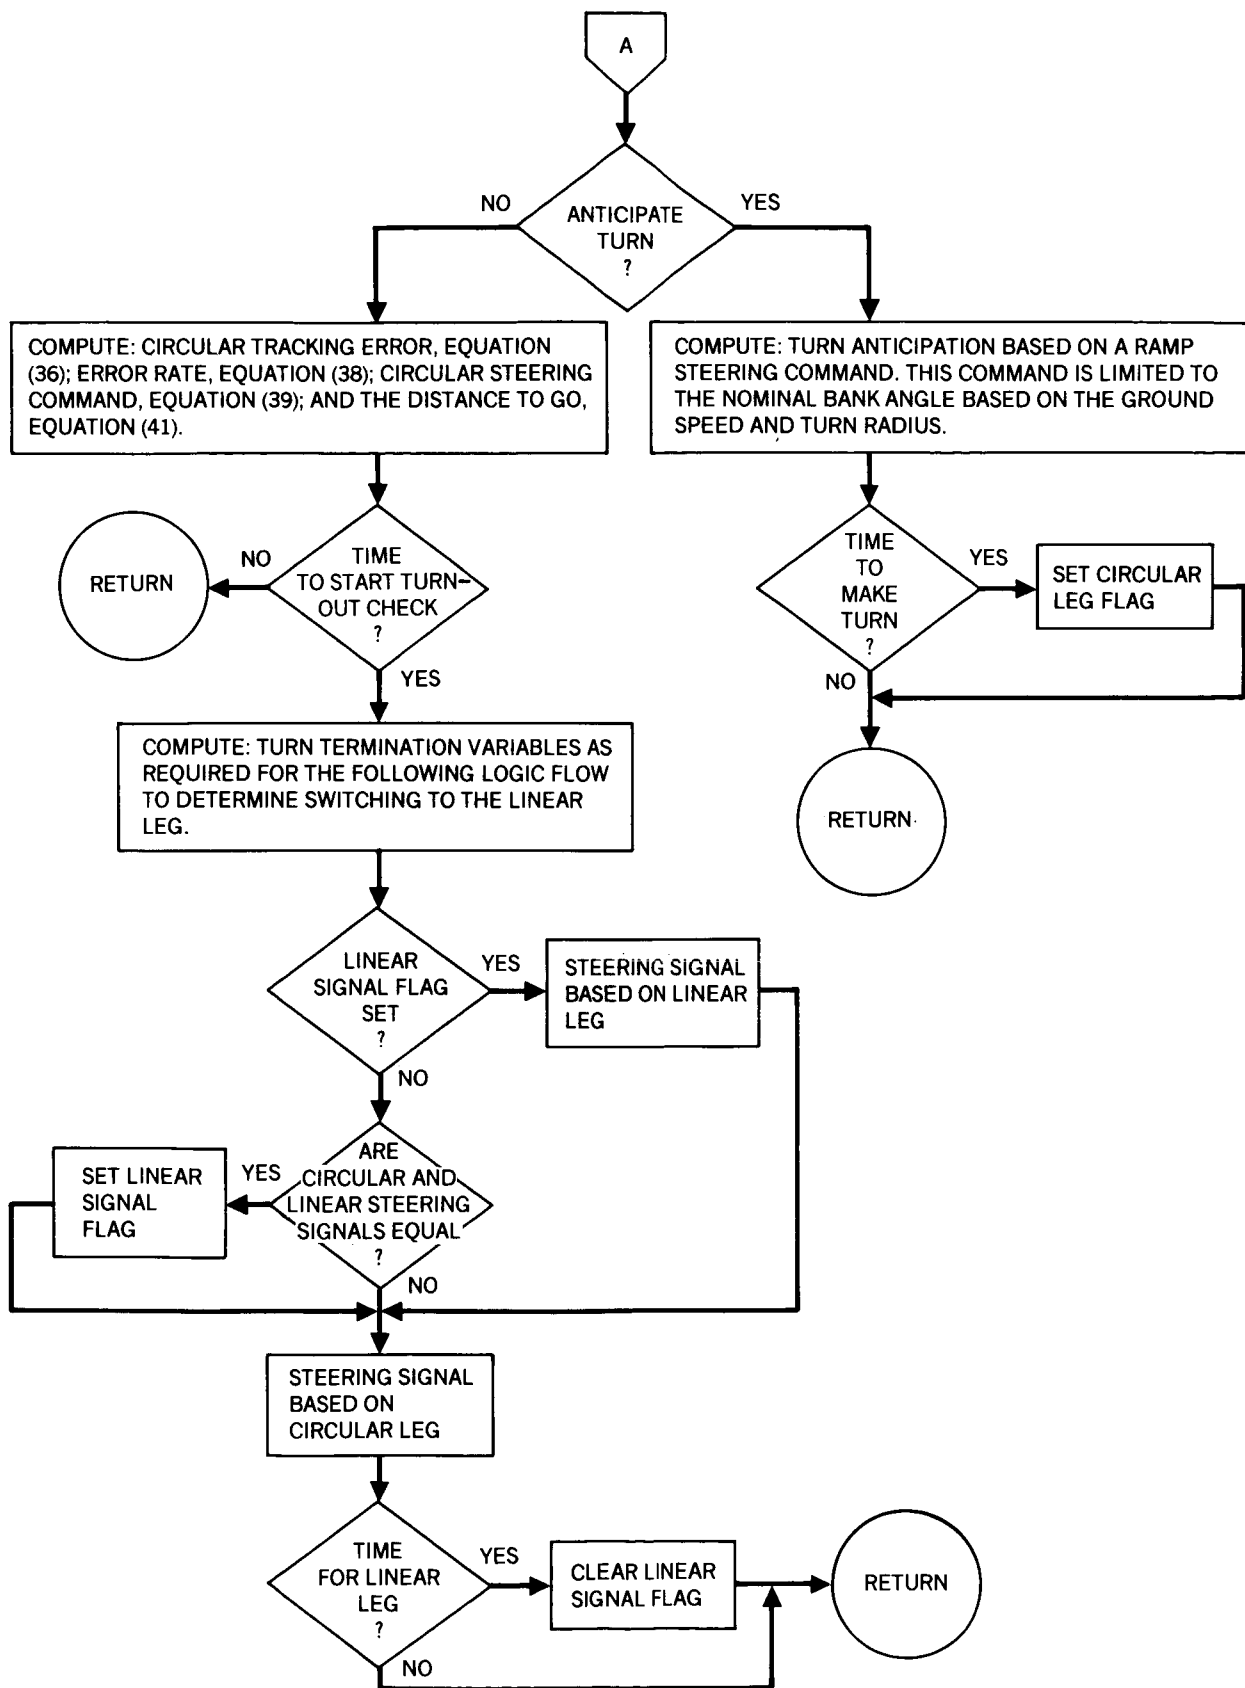 A
NO
YES
ANTICIPATE
TURN
?
COMPUTE: CIRCULAR TRACKING ERROR, EQUATION
(36); ERROR RATE, EQUATION (38); CIRCULAR STEERING
COMMAND, EQUATION (39); AND THE DISTANCE TO GO,
EQUATION (41).
COMPUTE: TURN ANTICIPATION BASED ON A RAMP
STEERING COMMAND. THIS COMMAND IS LIMITED TO
THE NOMINAL BANK ANGLE BASED ON THE GROUND
SPEED AND TURN RADIUS.
RETURN
NO
TIME
TO START TURN-
OUT CHECK
?
YES
TIME
TO
MAKE
TURN
?
YES
SET CIRCULAR
LEG FLAG
NO
RETURN
COMPUTE: TURN TERMINATION VARIABLES AS
REQUIRED FOR THE FOLLOWING LOGIC FLOW
TO DETERMINE SWITCHING TO THE LINEAR
LEG.
LINEAR
SIGNAL FLAG
SET
?
YES
STEERING SIGNAL
BASED ON LINEAR
LEG
NO
ARE
CIRCULAR AND
LINEAR STEERING
SIGNALS EQUAL
?
YES
SET LINEAR
SIGNAL
FLAG
NO
STEERING SIGNAL
BASED ON
CIRCULAR LEG
TIME
FOR LINEAR
LEG
?
YES
CLEAR LINEAR
SIGNAL FLAG
RETURN
NO